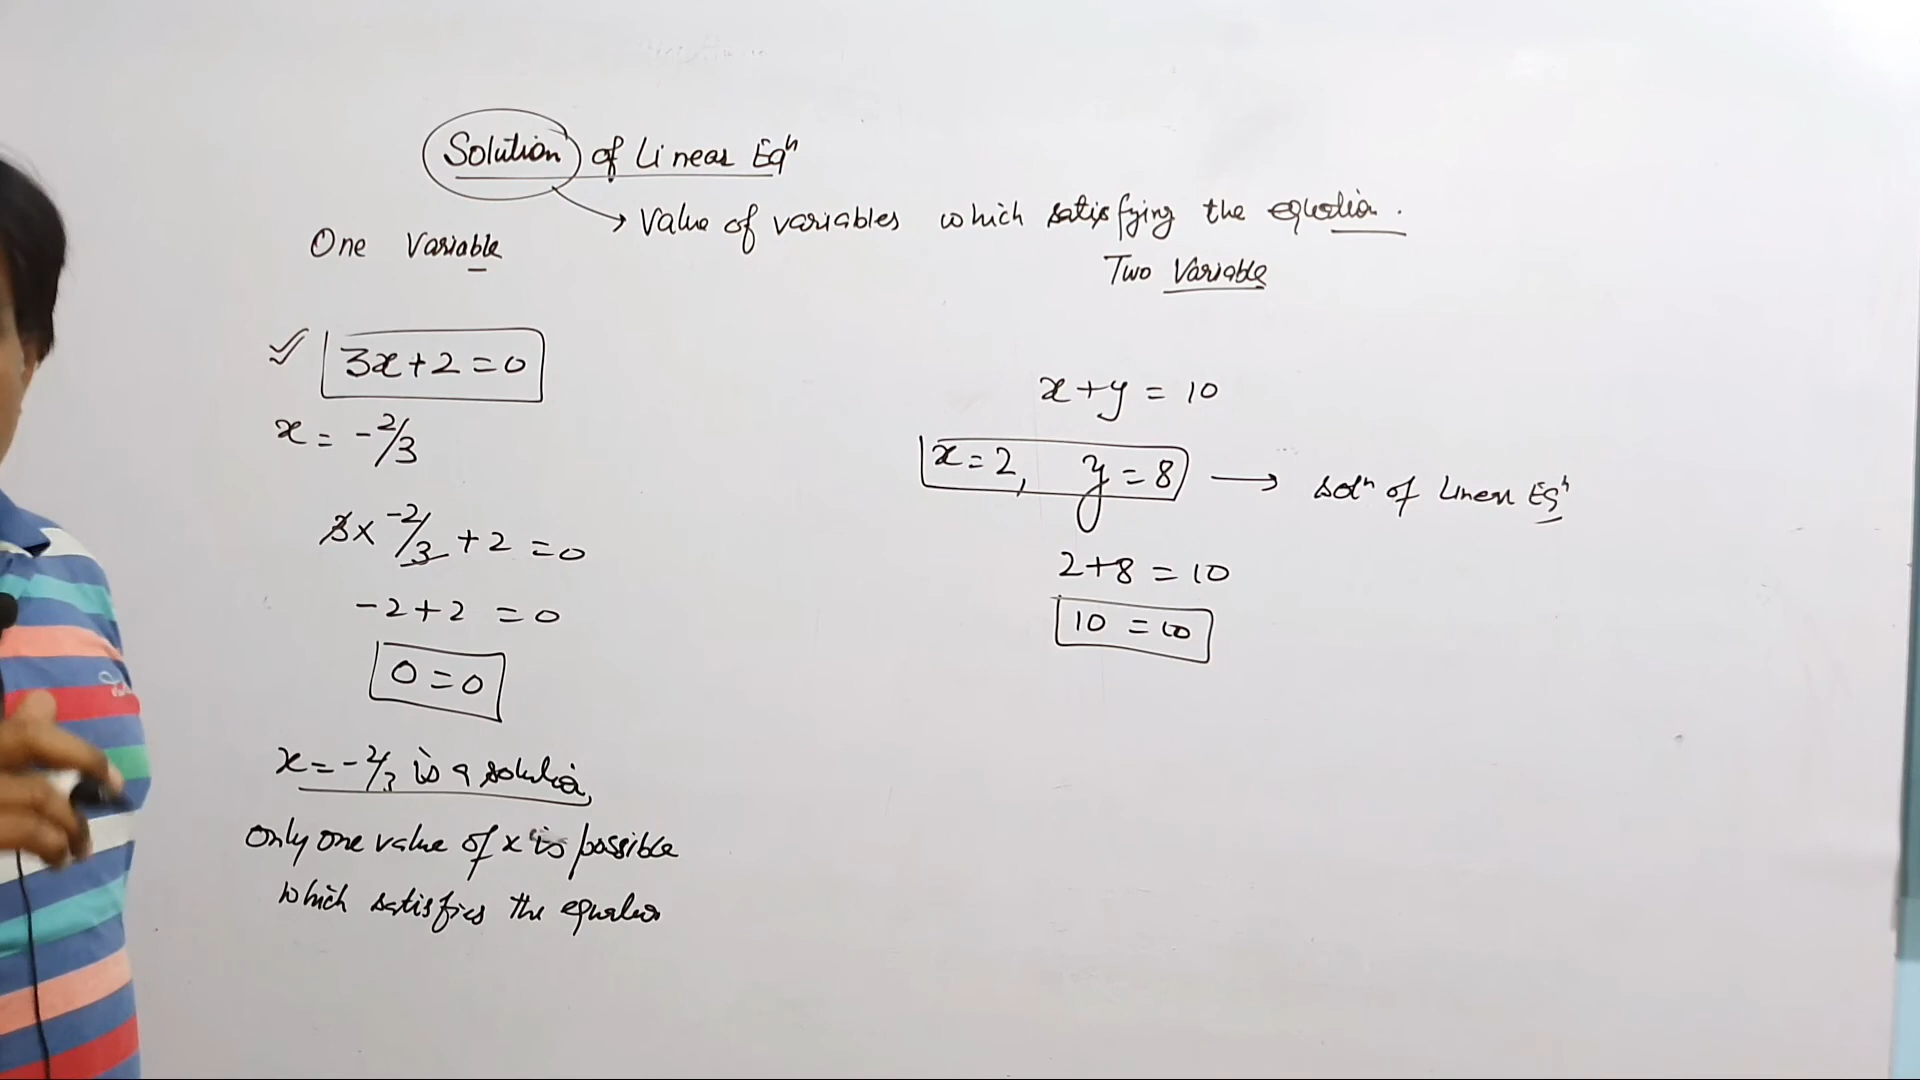 Solution of Linear Eqⁿ
→ Value of variables which satisfying the equation.
One Variable
3x+2=0
x = -2/3
3x -2/3 +2 =0
-2+2 =0
0=0
x=-2/3 is a solution
Only one value of x is possible
which satisfies the equation
Two Variable
x+y = 10
x=2, y=8 → solⁿ of Linear Eqⁿ
2+8 =10
10 =10